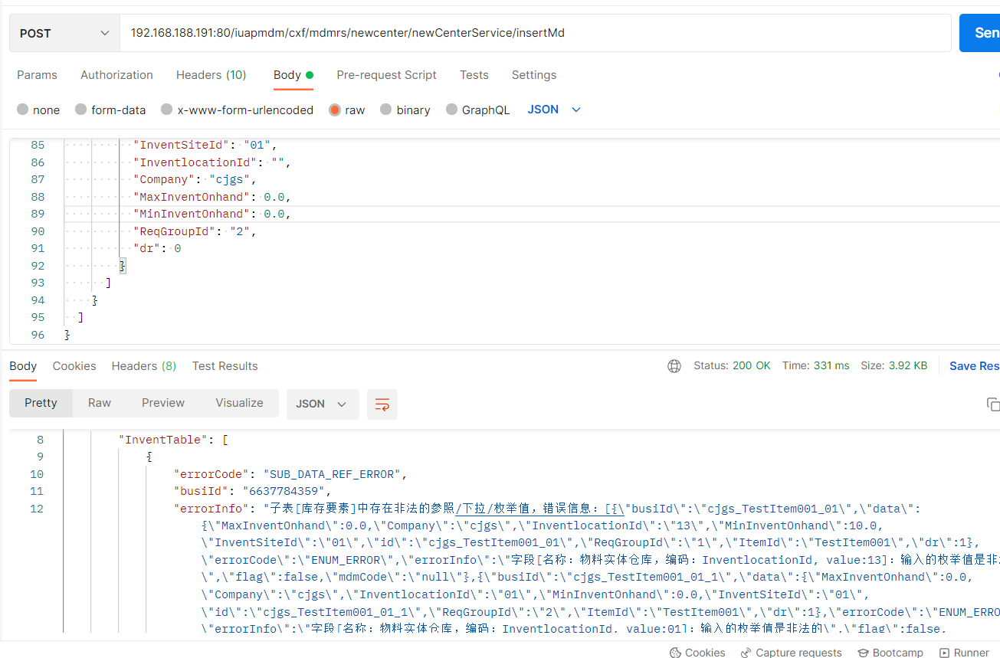 POST 192.168.188.191:80/iuapmdm/cxf/mdmrs/newcenter/newCenterService/insertMd Sen
Params Authorization Headers (10) Body Pre-request Script Tests Settings
none form-data x-www-form-urlencoded raw binary GraphQL JSON
85 "InventSiteId": "01",
86 "InventlocationId": "",
87 "Company": "cjgs",
88 "MaxInventOnhand": 0.0,
89 "MinInventOnhand": 0.0,
90 "ReqGroupId": "2",
91 "dr": 0
92 }
93 ]
94 }
95 ]
96 }
Body Cookies Headers (8) Test Results Status: 200 OK Time: 331 ms Size: 3.92 KB Save Res
Pretty Raw Preview Visualize JSON
8 "InventTable": [
9 {
10 "errorCode": "SUB_DATA_REF_ERROR",
11 "busiId": "6637784359",
12 "errorInfo": "子表[库存要素]中存在非法的参照/下拉/枚举值，错误信息：[{\"busiId\":\"cjgs_TestItem001_01\",\"data\":
{\"MaxInventOnhand\":0.0,\"Company\":\"cjgs\",\"InventlocationId\":\"13\",\"MinInventOnhand\":10.0,
\"InventSiteId\":\"01\",\"id\":\"cjgs_TestItem001_01\",\"ReqGroupId\":\"1\",\"ItemId\":\"TestItem001\",\"dr\":1},
\"errorCode\":\"ENUM_ERROR\",\"errorInfo\":\"字段[名称：物料实体仓库，编码：InventlocationId, value:13]：输入的枚举值是非
\",\"flag\":false,\"mdmCode\":\"null\"},{\"busiId\":\"cjgs_TestItem001_01_1\",\"data\":{\"MaxInventOnhand\":0.0,
\"Company\":\"cjgs\",\"InventlocationId\":\"01\",\"MinInventOnhand\":0.0,\"InventSiteId\":\"01\",
\"id\":\"cjgs_TestItem001_01_1\",\"ReqGroupId\":\"2\",\"ItemId\":\"TestItem001\",\"dr\":1},\"errorCode\":\"ENUM_ERRO
\"errorInfo\":\"字段[名称：物料实体仓库，编码：InventlocationId, value:01]：输入的枚举值是非法的\",\"flag\":false,
Cookies Capture requests Bootcamp Runner